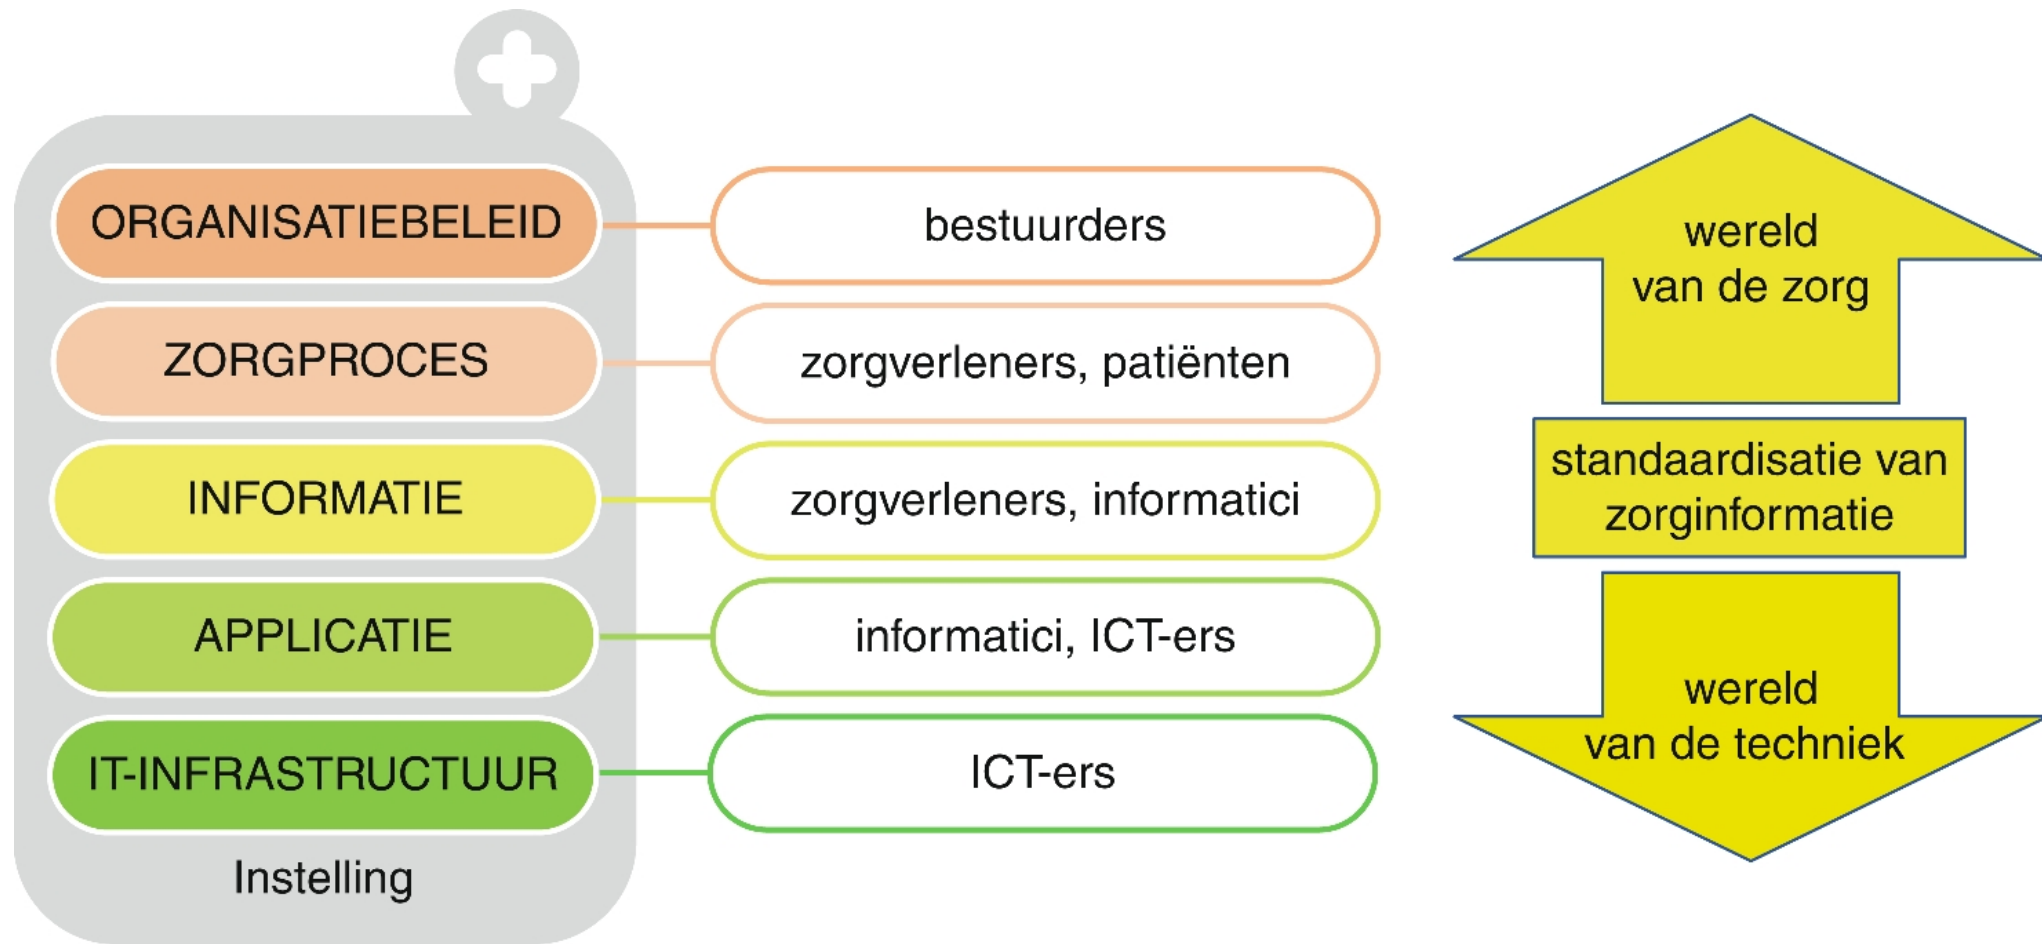 ORGANISATIEBELEID
bestuurders
ZORGPROCES
zorgverleners, patiënten
INFORMATIE
zorgverleners, informatici
APPLICATIE
informatici, ICT-ers
IT-INFRASTRUCTUUR
ICT-ers
Instelling
wereld
van de zorg
standaardisatie van
zorginformatie
wereld
van de techniek